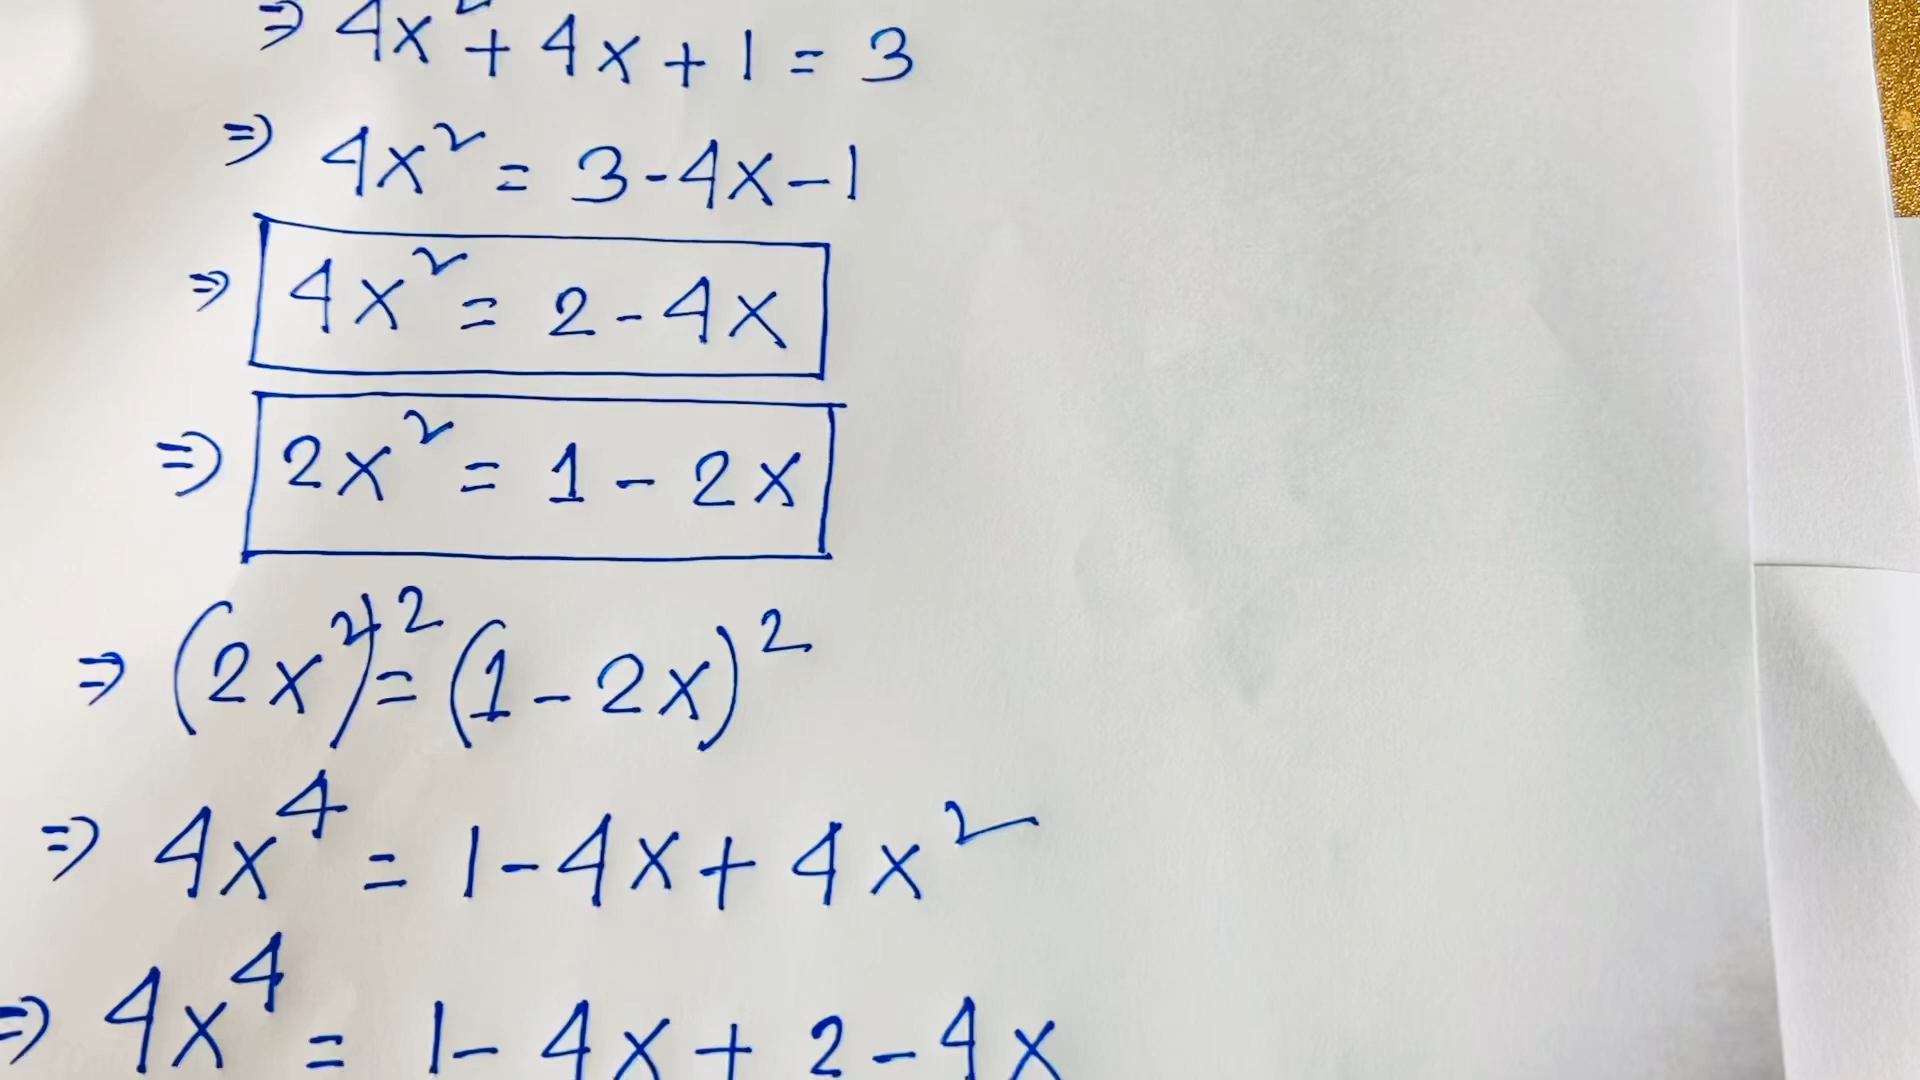 ⇒ 4x² + 4x + 1 = 3
⇒ 4x² = 3 - 4x - 1
⇒ 4x² = 2 - 4x
⇒ 2x² = 1 - 2x
⇒ (2x²)² = (1 - 2x)²
⇒ 4x⁴ = 1 - 4x + 4x²
⇒ 4x⁴ = 1 - 4x + 2 - 4x